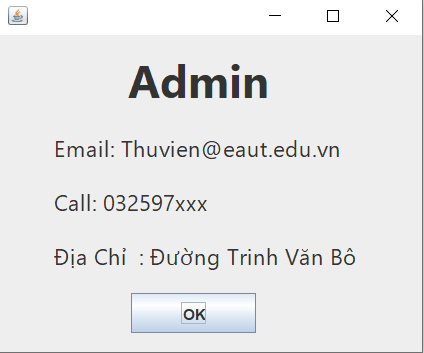 Admin
Email: Thuvien@eaut.edu.vn
Call: 032597xxx
Địa Chỉ : Đường Trinh Văn Bô
OK